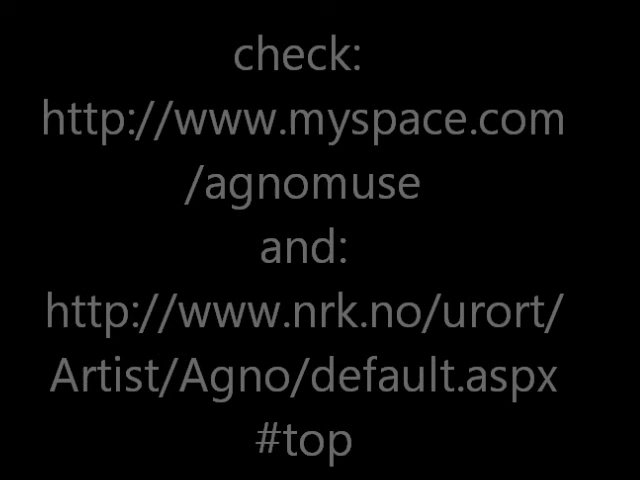 check:
http://www.myspace.com
/agnomuse
and:
http://www.nrk.no/urort/
Artist/Agno/default.aspx
#top